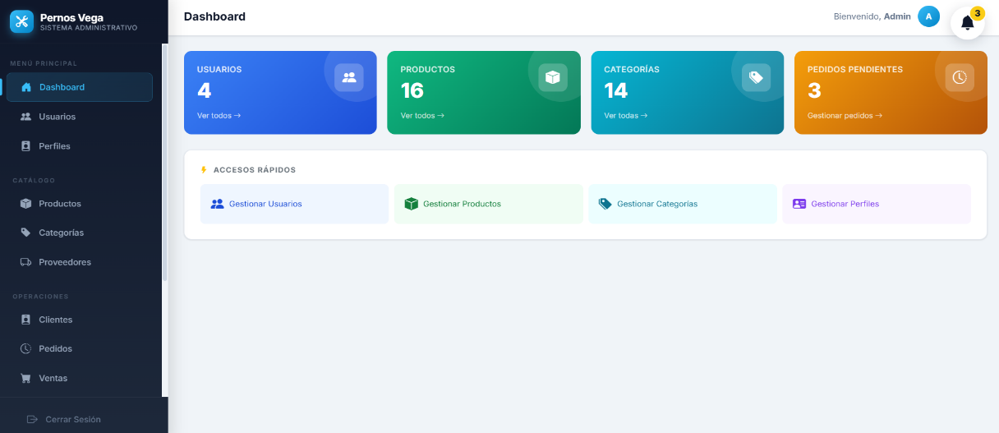 Pernos Vega
SISTEMA ADMINISTRATIVO
MENÚ PRINCIPAL
Dashboard
Usuarios
Perfiles
CATÁLOGO
Productos
Categorías
Proveedores
OPERACIONES
Clientes
Pedidos
Ventas
Cerrar Sesión
Dashboard
Bienvenido, Admin
A
3
USUARIOS
4
Ver todos →
PRODUCTOS
16
Ver todos →
CATEGORÍAS
14
Ver todas →
PEDIDOS PENDIENTES
3
Gestionar pedidos →
ACCESOS RÁPIDOS
Gestionar Usuarios
Gestionar Productos
Gestionar Categorías
Gestionar Perfiles